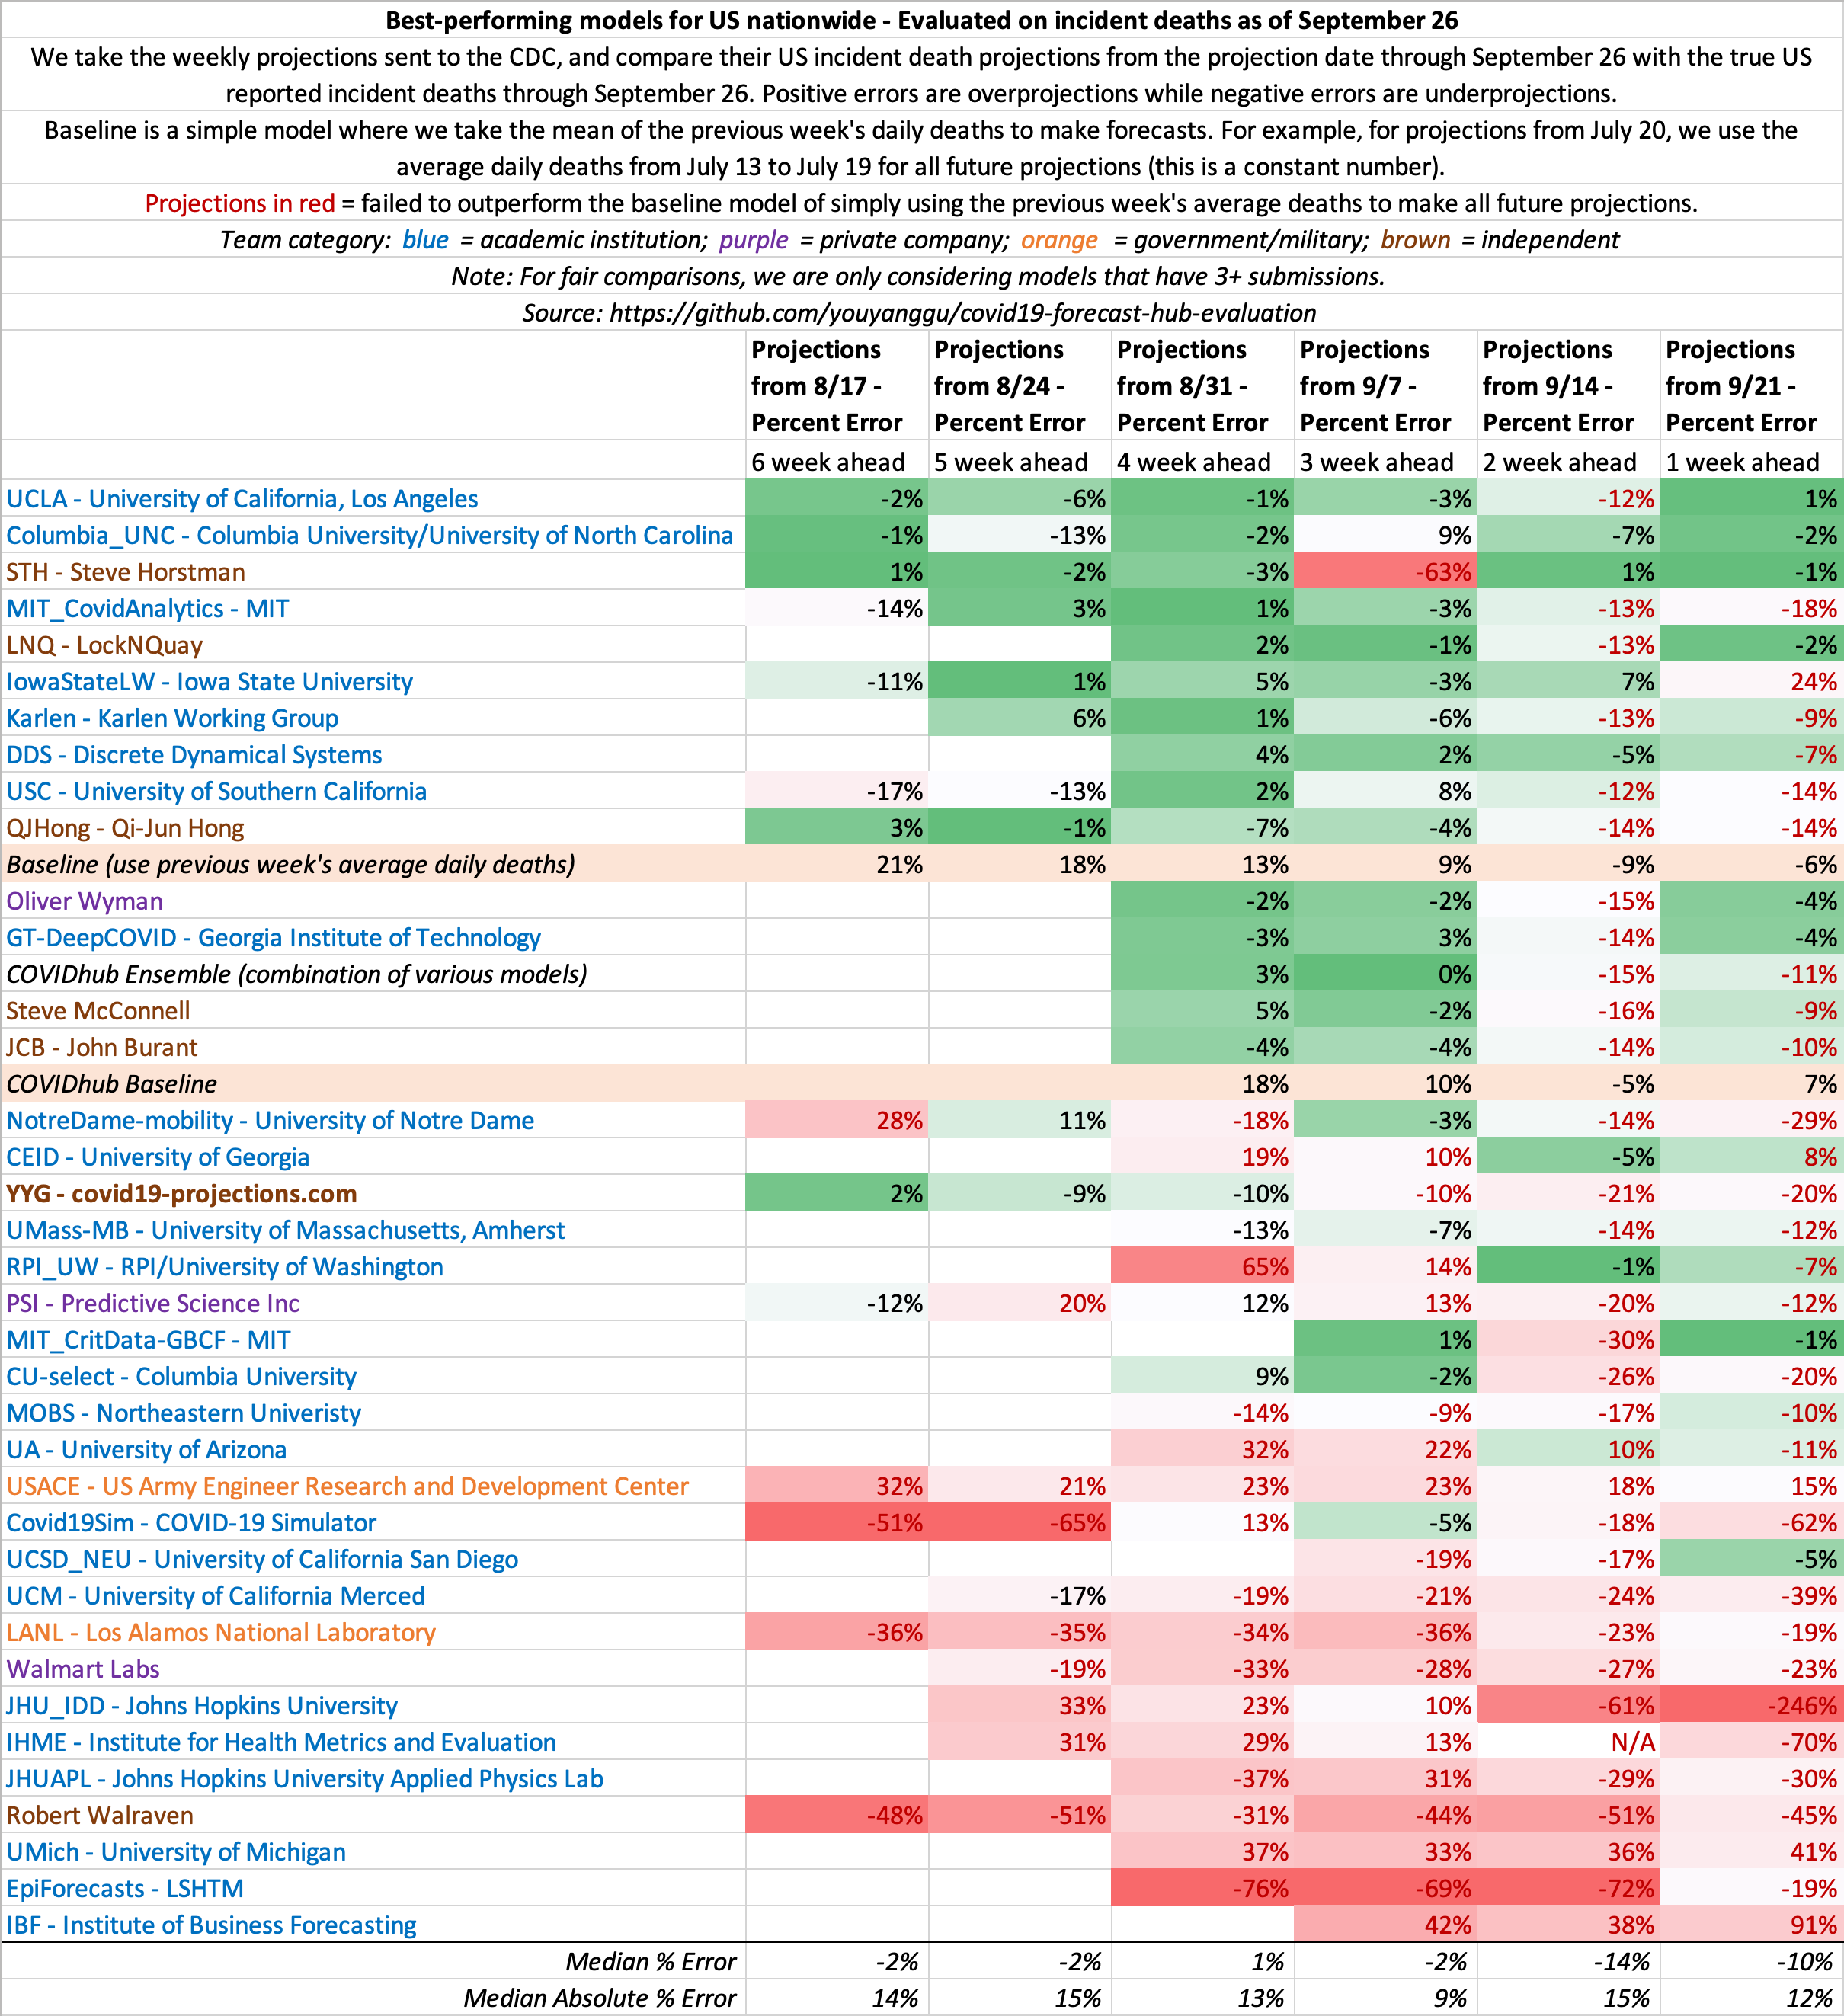 Best-performing models for US nationwide - Evaluated on incident deaths as of September 26
We take the weekly projections sent to the CDC, and compare their US incident death projections from the projection date through September 26 with the true US
reported incident deaths through September 26. Positive errors are overprojections while negative errors are underprojections.
Baseline is a simple model where we take the mean of the previous week's daily deaths to make forecasts. For example, for projections from July 20, we use the
average daily deaths from July 13 to July 19 for all future projections (this is a constant number).
Projections in red = failed to outperform the baseline model of simply using the previous week's average deaths to make all future projections.
Team category: blue = academic institution; purple = private company; orange = government/military; brown = independent
Note: For fair comparisons, we are only considering models that have 3+ submissions.
Source: https://github.com/youyanggu/covid19-forecast-hub-evaluation
Projections Projections Projections Projections Projections Projections
from 8/17 - from 8/24 - from 8/31 - from 9/7 - from 9/14 - from 9/21 -
Percent Error Percent Error Percent Error Percent Error Percent Error Percent Error
6 week ahead 5 week ahead 4 week ahead 3 week ahead 2 week ahead 1 week ahead
UCLA - University of California, Los Angeles -2% -6% -1% -3% -12% 1%
Columbia_UNC - Columbia University/University of North Carolina -1% -13% -2% 9% -7% -2%
STH - Steve Horstman 1% -2% -3% -63% 1% -1%
MIT_CovidAnalytics - MIT -14% 3% 1% -3% -13% -18%
LNQ - LockNQuay 2% -1% -13% -2%
IowaStateLW - Iowa State University -11% 1% 5% -3% 7% 24%
Karlen - Karlen Working Group 6% 1% -6% -13% -9%
DDS - Discrete Dynamical Systems 4% 2% -5% -7%
USC - University of Southern California -17% -13% 2% 8% -12% -14%
QJHong - Qi-Jun Hong 3% -1% -7% -4% -14% -14%
Baseline (use previous week's average daily deaths) 21% 18% 13% 9% -9% -6%
Oliver Wyman -2% -2% -15% -4%
GT-DeepCOVID - Georgia Institute of Technology -3% 3% -14% -4%
COVIDhub Ensemble (combination of various models) 3% 0% -15% -11%
Steve McConnell 5% -2% -16% -9%
JCB - John Burant -4% -4% -14% -10%
COVIDhub Baseline 18% 10% -5% 7%
NotreDame-mobility - University of Notre Dame 28% 11% -18% -3% -14% -29%
CEID - University of Georgia 19% 10% -5% 8%
YYG - covid19-projections.com 2% -9% -10% -10% -21% -20%
UMass-MB - University of Massachusetts, Amherst -13% -7% -14% -12%
RPI_UW - RPI/University of Washington 65% 14% -1% -7%
PSI - Predictive Science Inc -12% 20% 12% 13% -20% -12%
MIT_CritData-GBCF - MIT 1% -30% -1%
CU-select - Columbia University 9% -2% -26% -20%
MOBS - Northeastern Univeristy -14% -9% -17% -10%
UA - University of Arizona 32% 22% 10% -11%
USACE - US Army Engineer Research and Development Center 32% 21% 23% 23% 18% 15%
Covid19Sim - COVID-19 Simulator -51% -65% 13% -5% -18% -62%
UCSD_NEU - University of California San Diego -19% -17% -5%
UCM - University of California Merced -17% -19% -21% -24% -39%
LANL - Los Alamos National Laboratory -36% -35% -34% -36% -23% -19%
Walmart Labs -19% -33% -28% -27% -23%
JHU_IDD - Johns Hopkins University 33% 23% 10% -61% -246%
IHME - Institute for Health Metrics and Evaluation 31% 29% 13% N/A -70%
JHUAPL - Johns Hopkins University Applied Physics Lab -37% 31% -29% -30%
Robert Walraven -48% -51% -31% -44% -51% -45%
UMich - University of Michigan 37% 33% 36% 41%
EpiForecasts - LSHTM -76% -69% -72% -19%
IBF - Institute of Business Forecasting 42% 38% 91%
Median % Error -2% -2% 1% -2% -14% -10%
Median Absolute % Error 14% 15% 13% 9% 15% 12%